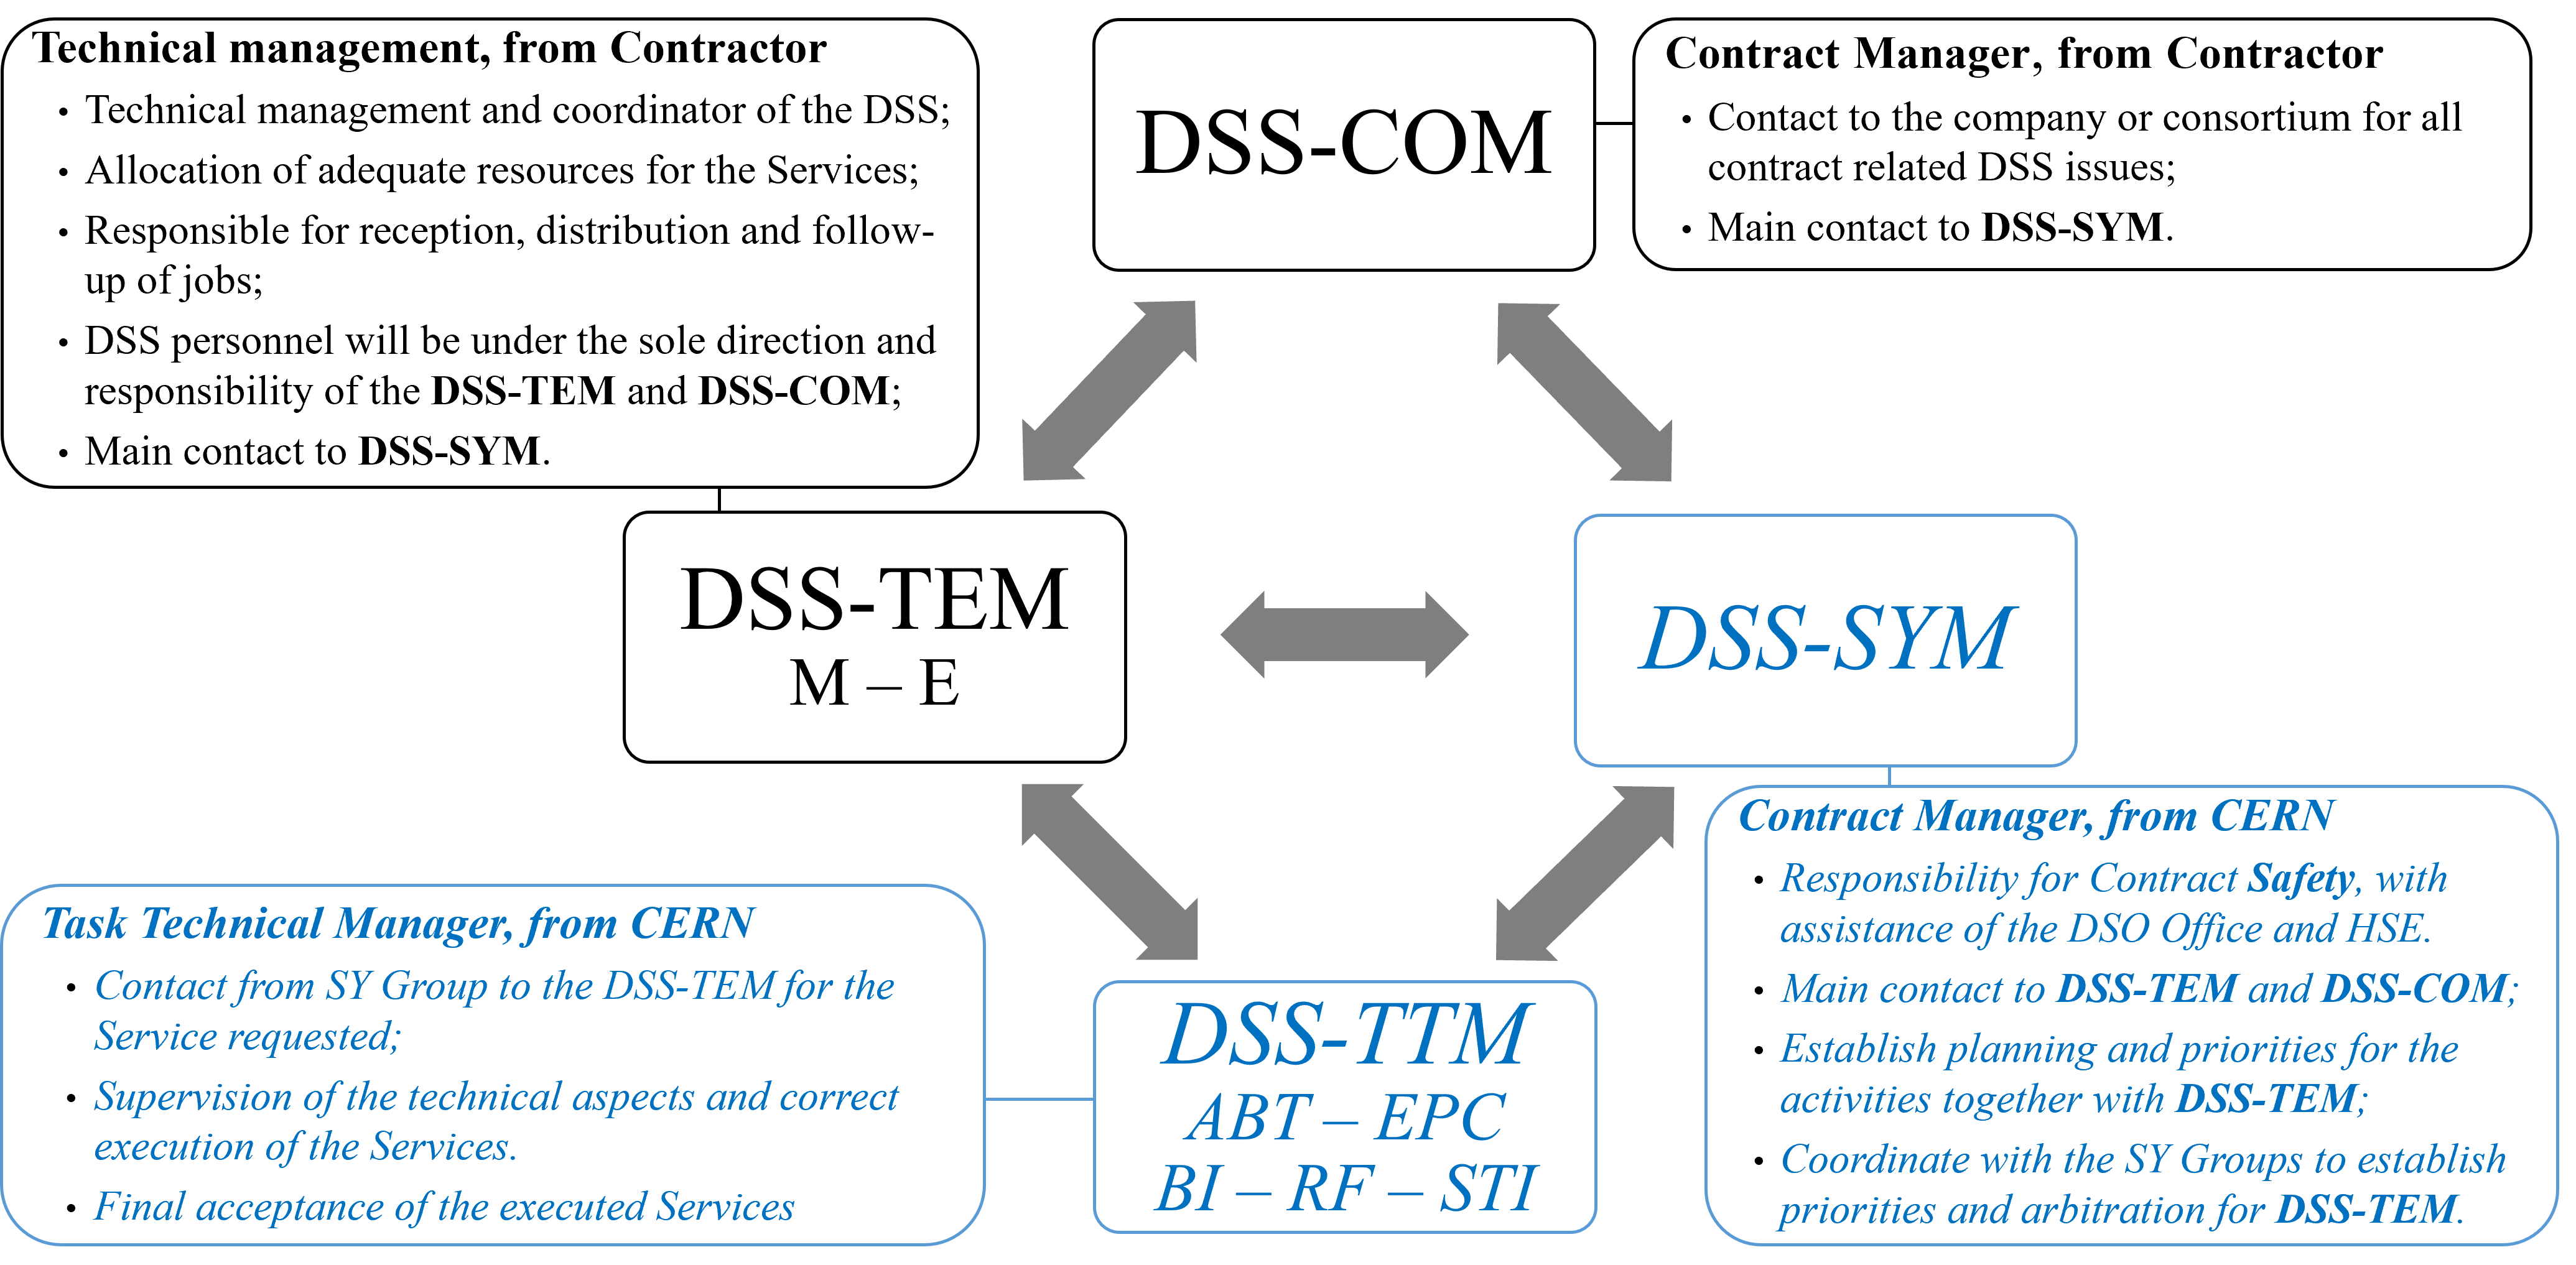 Technical management, from Contractor
• Technical management and coordinator of the DSS;
• Allocation of adequate resources for the Services;
• Responsible for reception, distribution and follow-
up of jobs;
• DSS personnel will be under the sole direction and
responsibility of the DSS-TEM and DSS-COM;
• Main contact to DSS-SYM.
DSS-COM
Contract Manager, from Contractor
• Contact to the company or consortium for all
contract related DSS issues;
• Main contact to DSS-SYM.
DSS-TEM
M – E
DSS-SYM
Task Technical Manager, from CERN
• Contact from SY Group to the DSS-TEM for the
Service requested;
• Supervision of the technical aspects and correct
execution of the Services.
• Final acceptance of the executed Services
DSS-TTM
ABT – EPC
BI – RF – STI
Contract Manager, from CERN
• Responsibility for Contract Safety, with
assistance of the DSO Office and HSE.
• Main contact to DSS-TEM and DSS-COM;
• Establish planning and priorities for the
activities together with DSS-TEM;
• Coordinate with the SY Groups to establish
priorities and arbitration for DSS-TEM.